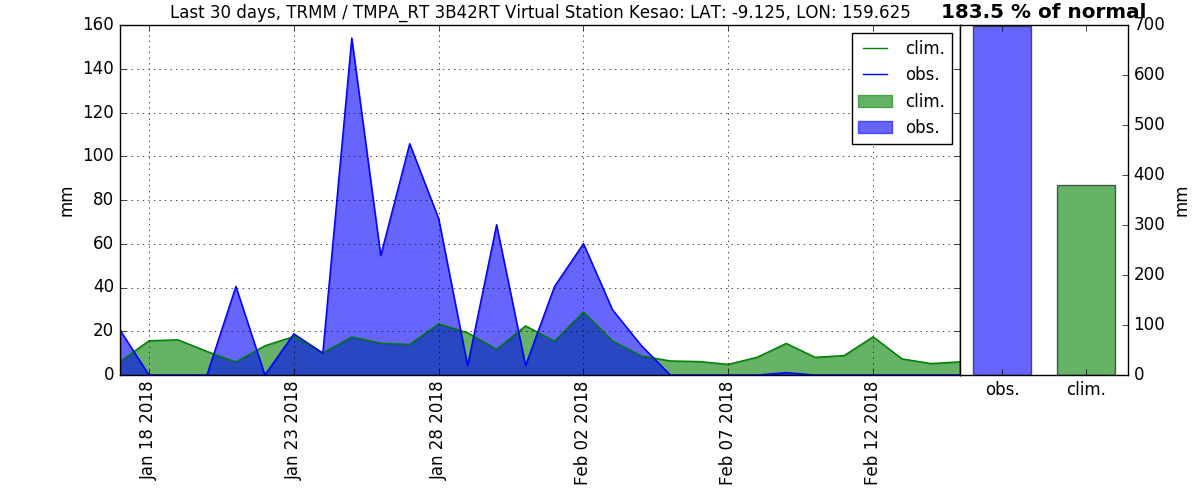 Last 30 days, TRMM / TMPA_RT 3B42RT Virtual Station Kesao: LAT: -9.125, LON: 159.625
183.5 % of normal
160
140
120
100
80
60
40
20
0
mm
clim.
obs.
clim.
obs.
700
600
500
400
300
200
100
0
mm
obs.
clim.
Jan 18 2018
Jan 23 2018
Jan 28 2018
Feb 02 2018
Feb 07 2018
Feb 12 2018